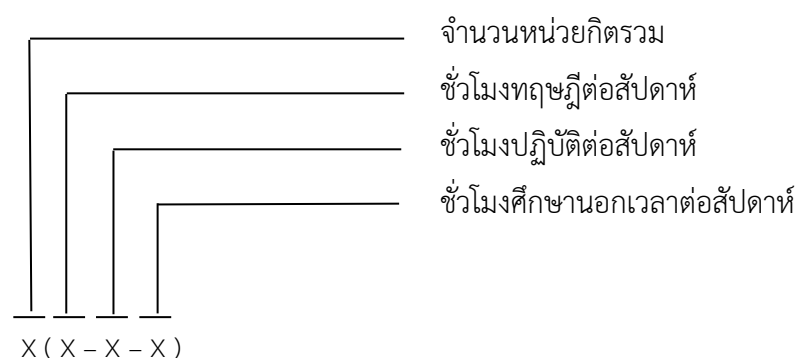 จำนวนหน่วยกิตรวม
ชั่วโมงทฤษฎีต่อสัปดาห์
ชั่วโมงปฏิบัติต่อสัปดาห์
ชั่วโมงศึกษานอกเวลาต่อสัปดาห์
X ( X – X – X )